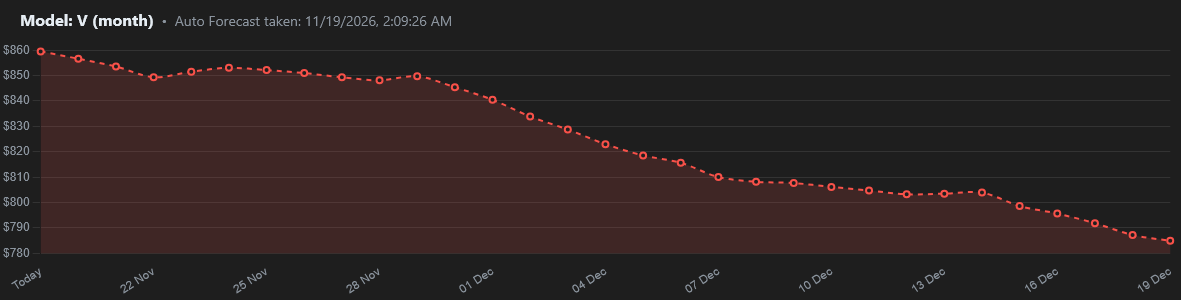 Model: V (month) • Auto Forecast taken: 11/19/2026, 2:09:26 AM
$860
$850
$840
$830
$820
$810
$800
$790
$780
Today
22 Nov
25 Nov
28 Nov
01 Dec
04 Dec
07 Dec
10 Dec
13 Dec
16 Dec
19 Dec